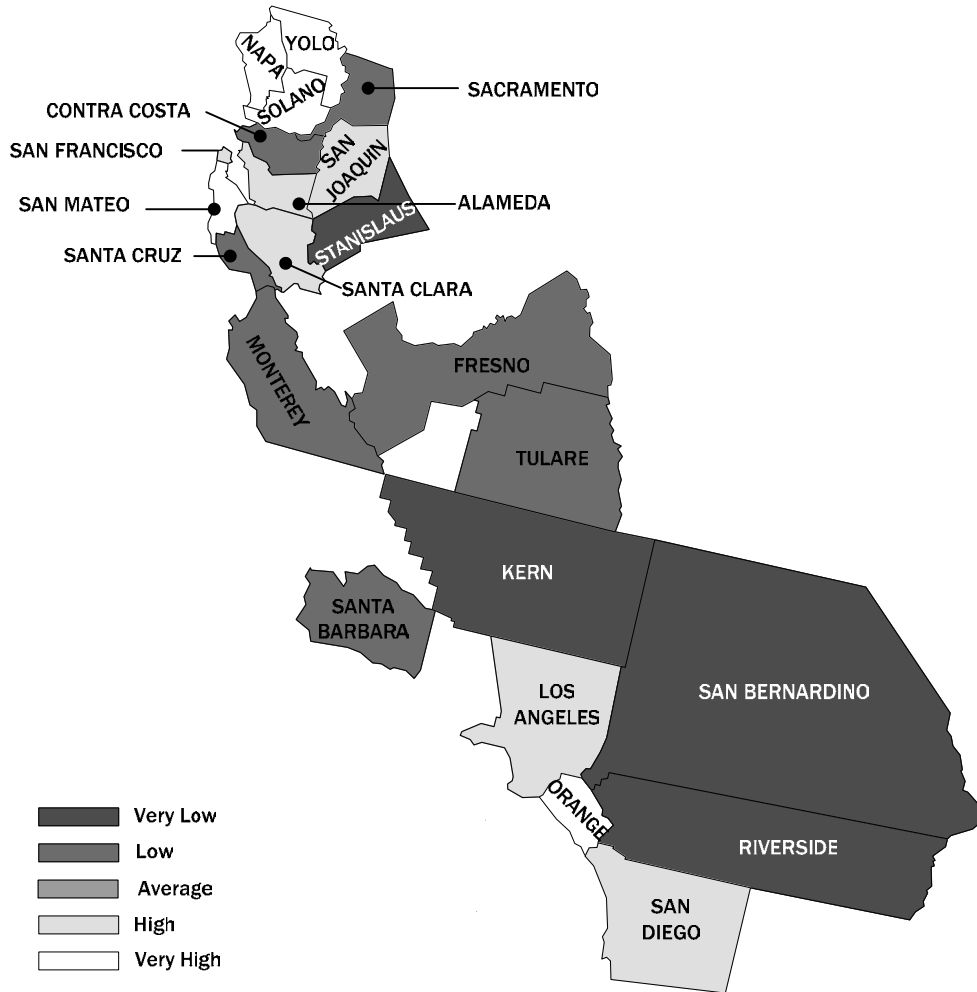 NAPA
YOLO
SOLANO
SACRAMENTO
CONTRA COSTA
SAN FRANCISCO
SAN
JOAQUIN
SAN MATEO
ALAMEDA
STANISLAUS
SANTA CRUZ
SANTA CLARA
MONTEREY
FRESNO
TULARE
KERN
SANTA
BARBARA
LOS
ANGELES
SAN BERNARDINO
ORANGE
RIVERSIDE
SAN
DIEGO
Very Low
Low
Average
High
Very High